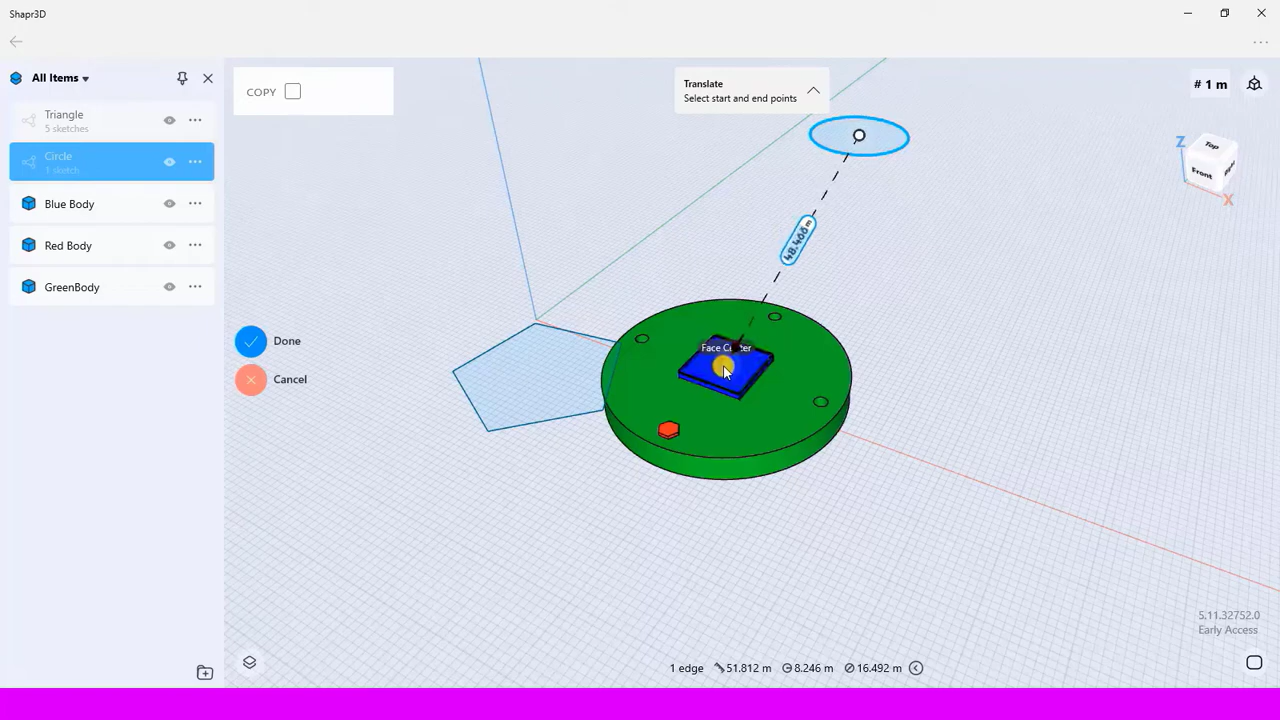 Shapr3D
All Items
COPY
Translate
Select start and end points
# 1 m
Triangle
5 sketches
Circle
1 sketch
Blue Body
Red Body
GreenBody
Z
Top
Front
Right
X
48.466 m
Face Center
Done
Cancel
5.11.32752.0
Early Access
1 edge 51.812 m 8.246 m 16.492 m